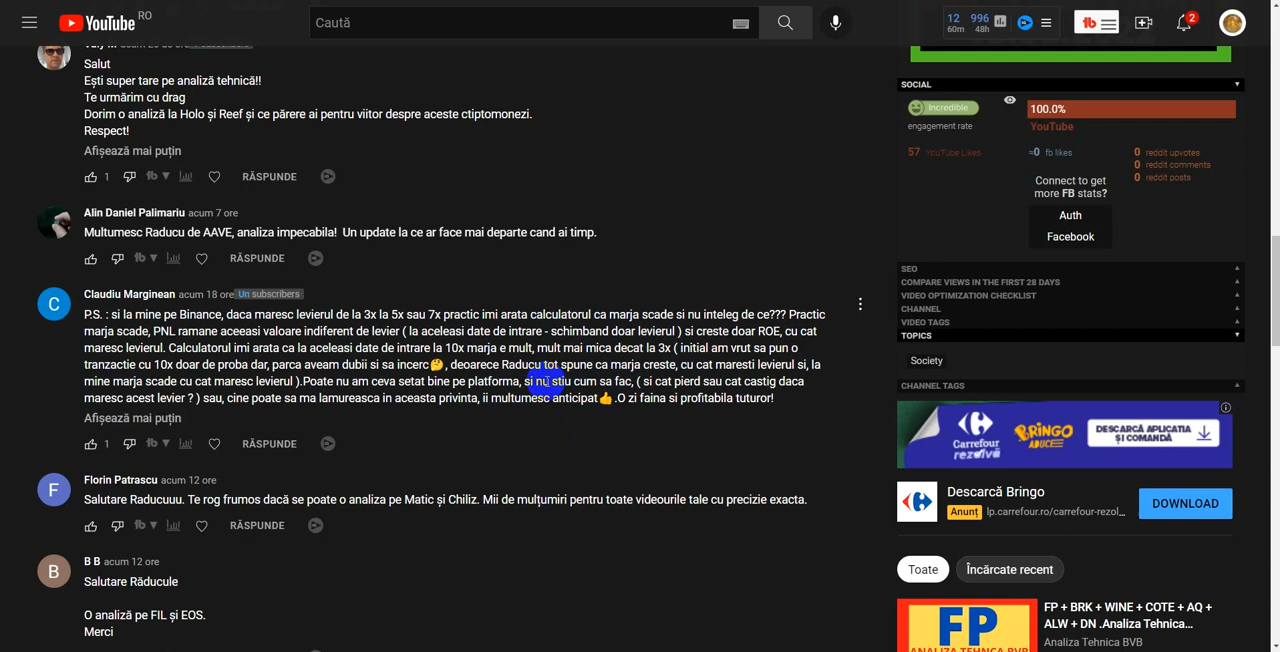 YouTube RO
Caută
12 996
60m 48h
tb
2
Salut
Ești super tare pe analiză tehnică!!
Te urmărim cu drag
Dorim o analiză la Holo și Reef și ce părere ai pentru viitor despre aceste ctiptomonezi.
Respect!
Afișează mai puțin
1
tb
RĂSPUNDE
Alin Daniel Palimariu acum 7 ore
Multumesc Raducu de AAVE, analiza impecabila! Un update la ce ar face mai departe cand ai timp.
tb
RĂSPUNDE
C
Claudiu Marginean acum 18 ore Un subscribers
P.S. : si la mine pe Binance, daca maresc levierul de la 3x la 5x sau 7x practic imi arata calculatorul ca marja scade si nu inteleg de ce??? Practic
marja scade, PNL ramane aceeasi valoare indiferent de levier ( la aceleasi date de intrare - schimband doar levierul ) si creste doar ROE, cu cat
maresc levierul. Calculatorul imi arata ca la aceleasi date de intrare la 10x marja e mult, mult mai mica decat la 3x ( initial am vrut sa pun o
tranzactie cu 10x doar de proba dar, parca aveam dubii si sa incerc🤔, deoarece Raducu tot spune ca marja creste, cu cat maresti levierul si, la
mine marja scade cu cat maresc levierul ).Poate nu am ceva setat bine pe platforma, si nu stiu cum sa fac, ( si cat pierd sau cat castig daca
maresc acest levier ? ) sau, cine poate sa ma lamureasca in aceasta privinta, ii multumesc anticipat👍.O zi faina si profitabila tuturor!
Afișează mai puțin
1
tb
RĂSPUNDE
F
Florin Patrascu acum 12 ore
Salutare Raducuuu. Te rog frumos dacă se poate o analiza pe Matic și Chiliz. Mii de mulțumiri pentru toate videourile tale cu precizie exacta.
tb
RĂSPUNDE
B
B B acum 12 ore
Salutare Răducule
O analiză pe FIL și EOS.
Merci
SOCIAL
Incredible
engagement rate
100.0%
YouTube
57 YouTube Likes
≈0 fb likes
0 reddit upvotes
0 reddit comments
0 reddit posts
Connect to get
more FB stats?
Auth
Facebook
SEO
COMPARE VIEWS IN THE FIRST 28 DAYS
VIDEO OPTIMIZATION CHECKLIST
CHANNEL
VIDEO TAGS
TOPICS
Society
CHANNEL TAGS
Carrefour
rezolvă
BRINGO
ADUCE
DESCARCĂ APLICAȚIA
ȘI COMANDĂ
Descarcă Bringo
Anunț lp.carrefour.ro/carrefour-rezol...
DOWNLOAD
Toate
Încărcate recent
FP
ANALIZA TEHNICA BVB
FP + BRK + WINE + COTE + AQ +
ALW + DN .Analiza Tehnica...
Analiza Tehnica BVB